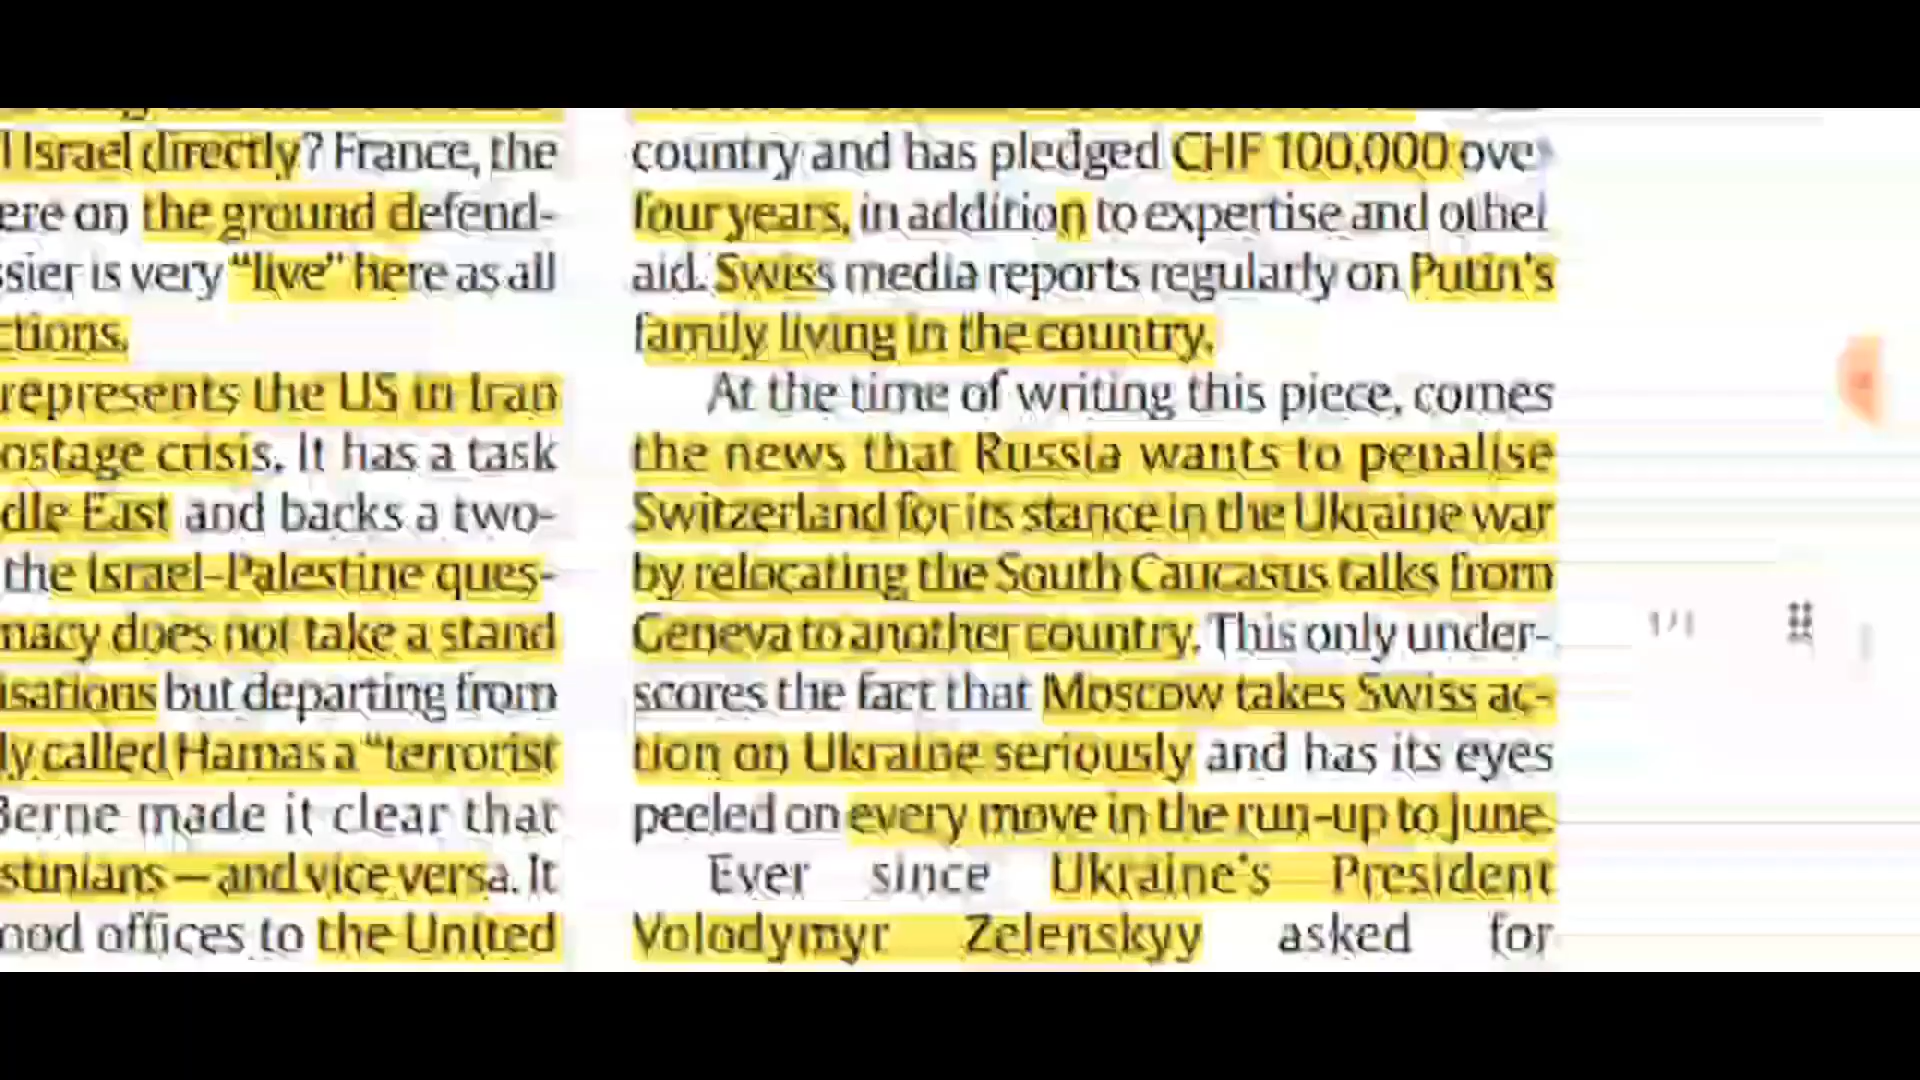 Israel directly? France, the
ere on the ground defend-
ssier is very “live” here as all
ctions.
represents the US in Iran
ostage crisis. It has a task
dle East and backs a two-
the Israel-Palestine ques-
macy does not take a stand
isations but departing from
ly called Hamas a “terrorist
Berne made it clear that
stinians—and vice versa. It
ood offices to the United
country and has pledged CHF 100,000 over
four years, in addition to expertise and other
aid. Swiss media reports regularly on Putin's
family living in the country.
At the time of writing this piece, comes
the news that Russia wants to penalise
Switzerland for its stance in the Ukraine war
by relocating the South Caucasus talks from
Geneva to another country. This only under-
scores the fact that Moscow takes Swiss ac-
tion on Ukraine seriously and has its eyes
peeled on every move in the run-up to June.
Ever since Ukraine's President
Volodymyr Zelenskyy asked for
1/1